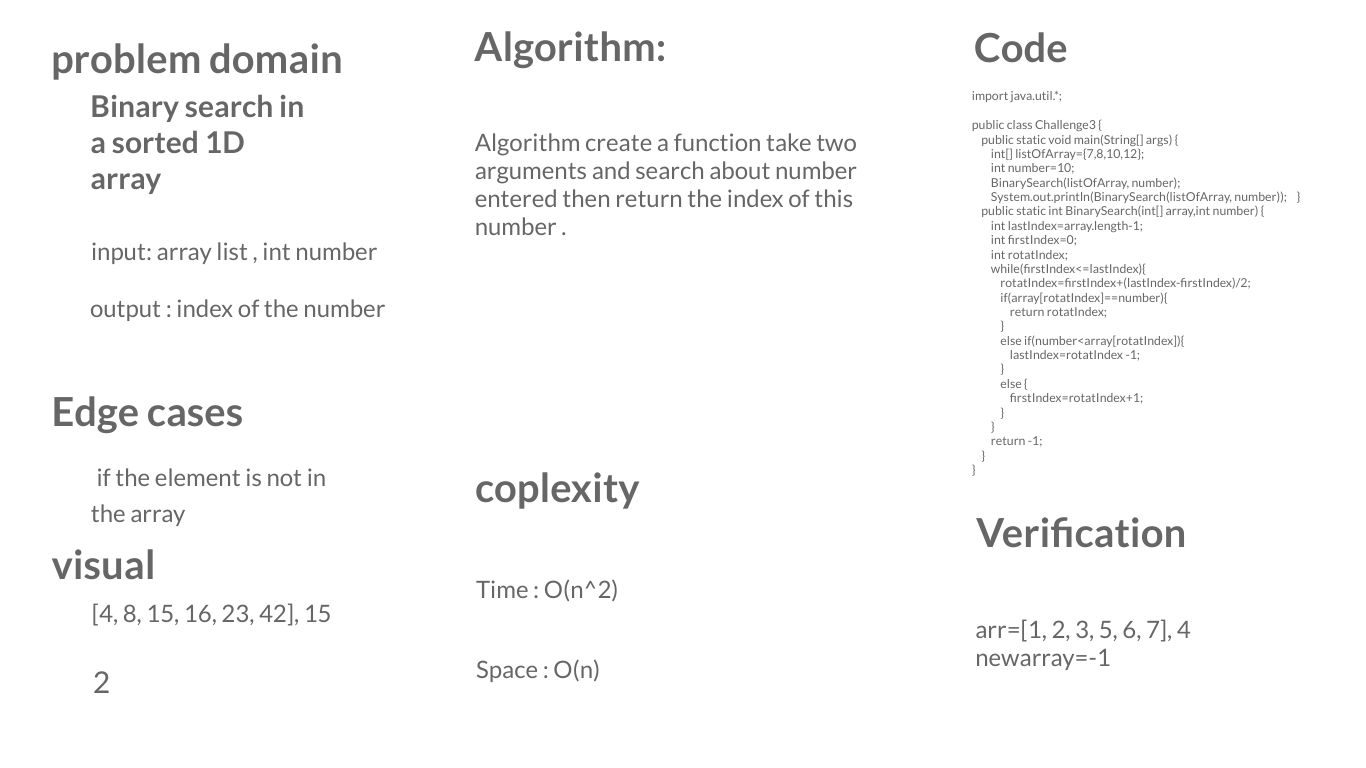 problem domain
Binary search in
a sorted 1D
array
input: array list , int number
output : index of the number
Edge cases
if the element is not in
the array
visual
[4, 8, 15, 16, 23, 42], 15
2
Algorithm:
Algorithm create a function take two
arguments and search about number
entered then return the index of this
number .
coplexity
Time : O(n^2)
Space : O(n)
Code
import java.util.*;
public class Challenge3 {
public static void main(String[] args) {
int[] listOfArray={7,8,10,12};
int number=10;
BinarySearch(listOfArray, number);
System.out.println(BinarySearch(listOfArray, number)); }
public static int BinarySearch(int[] array,int number) {
int lastIndex=array.length-1;
int firstIndex=0;
int rotatIndex;
while(firstIndex<=lastIndex){
rotatIndex=firstIndex+(lastIndex-firstIndex)/2;
if(array[rotatIndex]==number){
return rotatIndex;
}
else if(number<array[rotatIndex]){
lastIndex=rotatIndex -1;
}
else {
firstIndex=rotatIndex+1;
}
}
return -1;
}
}
Verification
arr=[1, 2, 3, 5, 6, 7], 4
newarray=-1